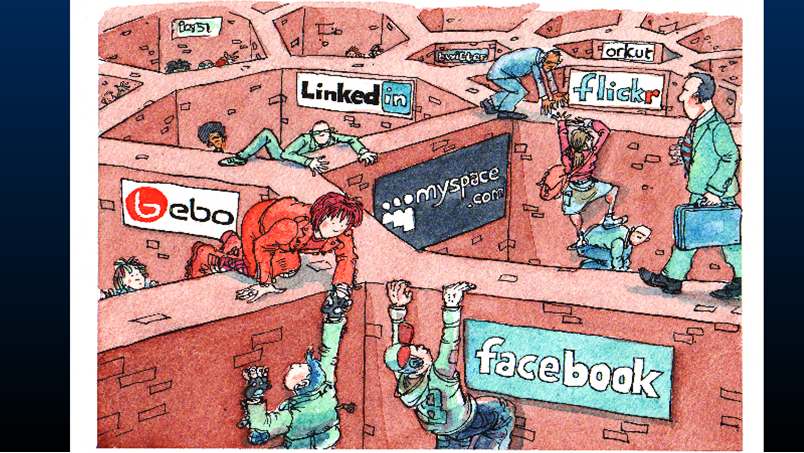 twitter
orkut
Linkedin
flickr
myspace
.com
bebo
facebook